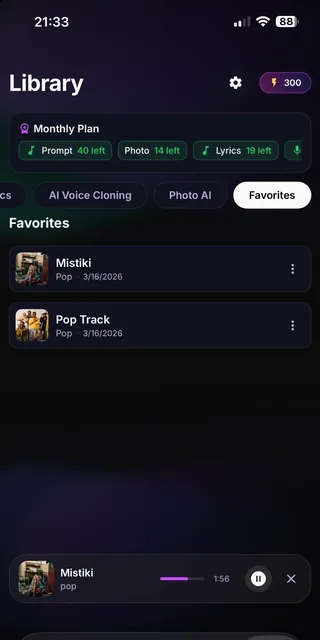 21:33
88
Library
300
Monthly Plan
Prompt 40 left
Photo 14 left
Lyrics 19 left
cs
AI Voice Cloning
Photo AI
Favorites
Favorites
Mistiki
Pop · 3/16/2026
Pop Track
Pop · 3/16/2026
Mistiki
pop
1:56